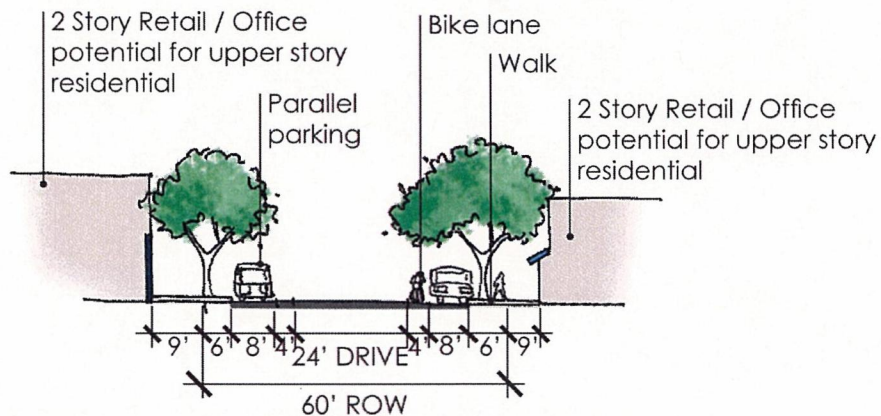 2 Story Retail / Office
potential for upper story
residential
Parallel
parking
Bike lane
Walk
2 Story Retail / Office
potential for upper story
residential
9' 6' 8' 4' 24' DRIVE 4' 8' 6' 9'
60' ROW